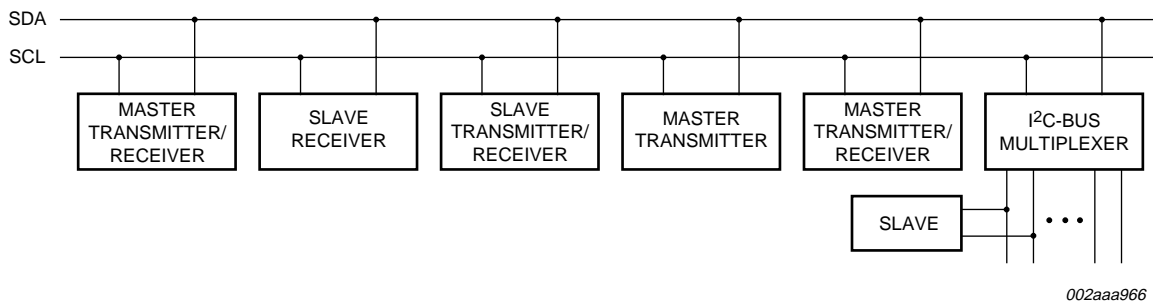 SDA
SCL
MASTER
TRANSMITTER/
RECEIVER
SLAVE
RECEIVER
SLAVE
TRANSMITTER/
RECEIVER
MASTER
TRANSMITTER
MASTER
TRANSMITTER/
RECEIVER
I²C-BUS
MULTIPLEXER
SLAVE
002aaa966